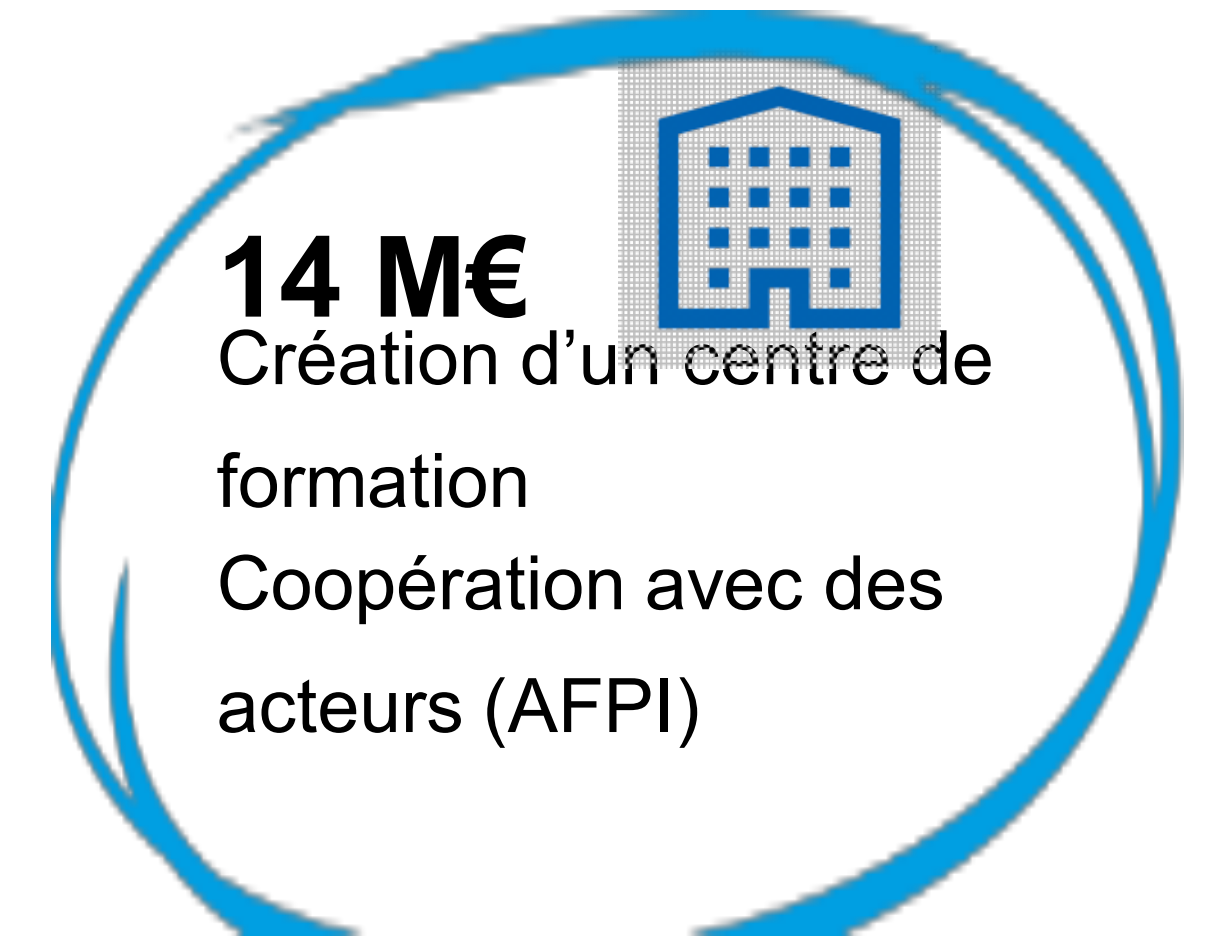 14 M€
Création d’un centre de
formation
Coopération avec des
acteurs (AFPI)